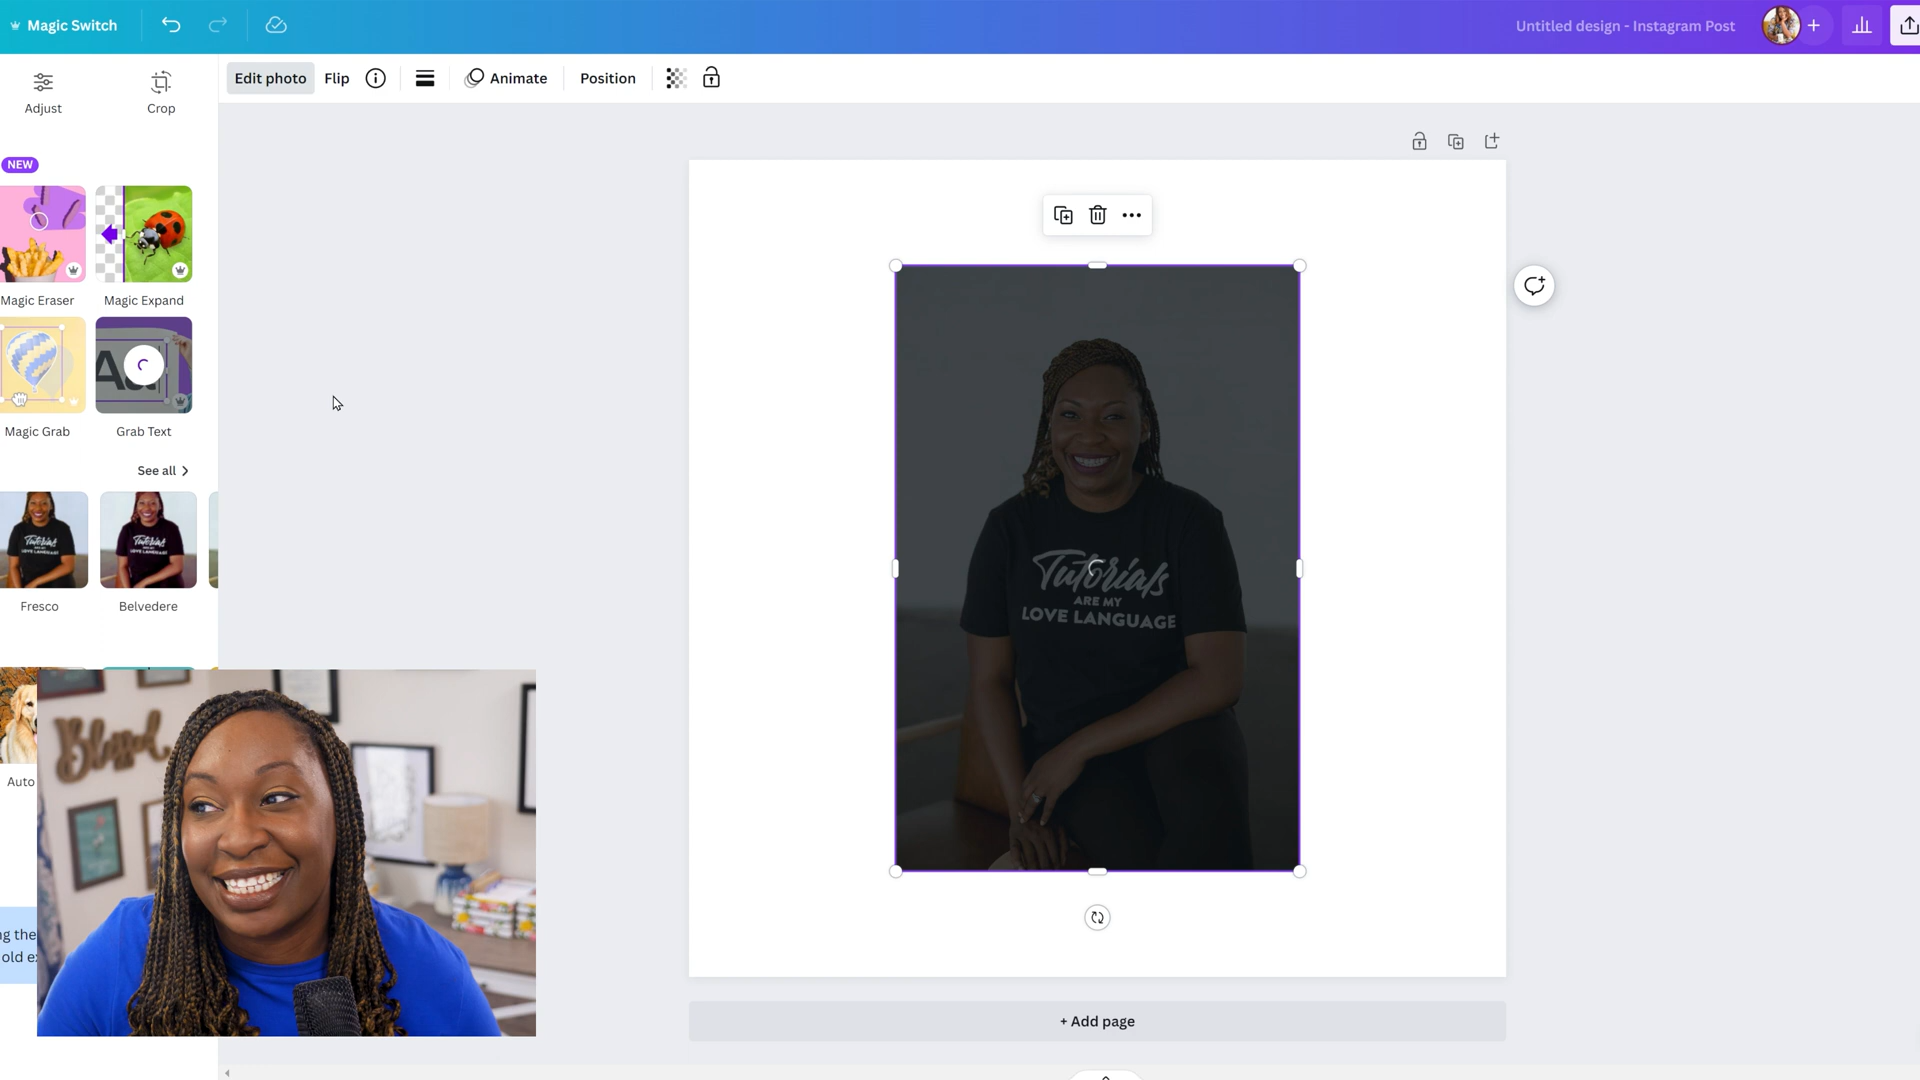 Magic Switch
Untitled design - Instagram Post
Edit photo
Flip
Animate
Position
Adjust
Crop
NEW
Magic Eraser
Magic Expand
Magic Grab
Grab Text
See all
Fresco
Belvedere
Auto
Blessed
Tutorials
ARE MY
LOVE LANGUAGE
+ Add page